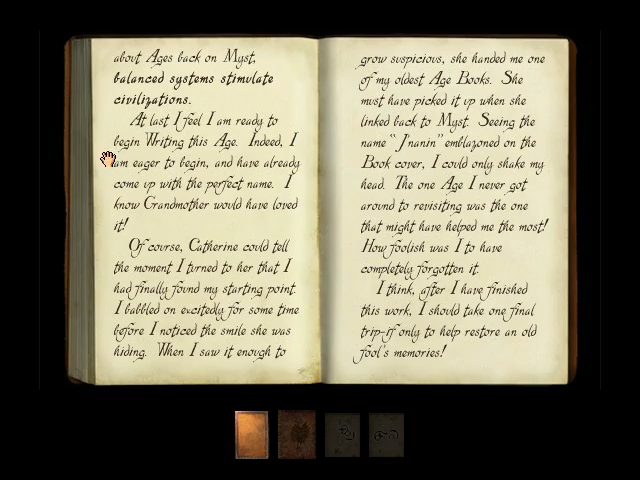 about Ages back on Myst,
balanced systems stimulate
civilizations.
At last I feel I am ready to
begin Writing this Age. Indeed, I
am eager to begin, and have already
come up with the perfect name. I
know Grandmother would have loved
it!
Of course, Catherine could tell
the moment I turned to her that I
had finally found my starting point.
I babbled on excitedly for some time
before I noticed the smile she was
hiding. When I saw it enough to
grow suspicious, she handed me one
of my oldest Age Books. She
must have picked it up when she
linked back to Myst. Seeing the
name "J'nanin" emblazoned on the
Book cover, I could only shake my
head. The one Age I never got
around to revisiting was the one
that might have helped me the most!
How foolish was I to have
completely forgotten it.
I think, after I have finished
this work, I should take one final
trip-if only to help restore an old
fool's memories!